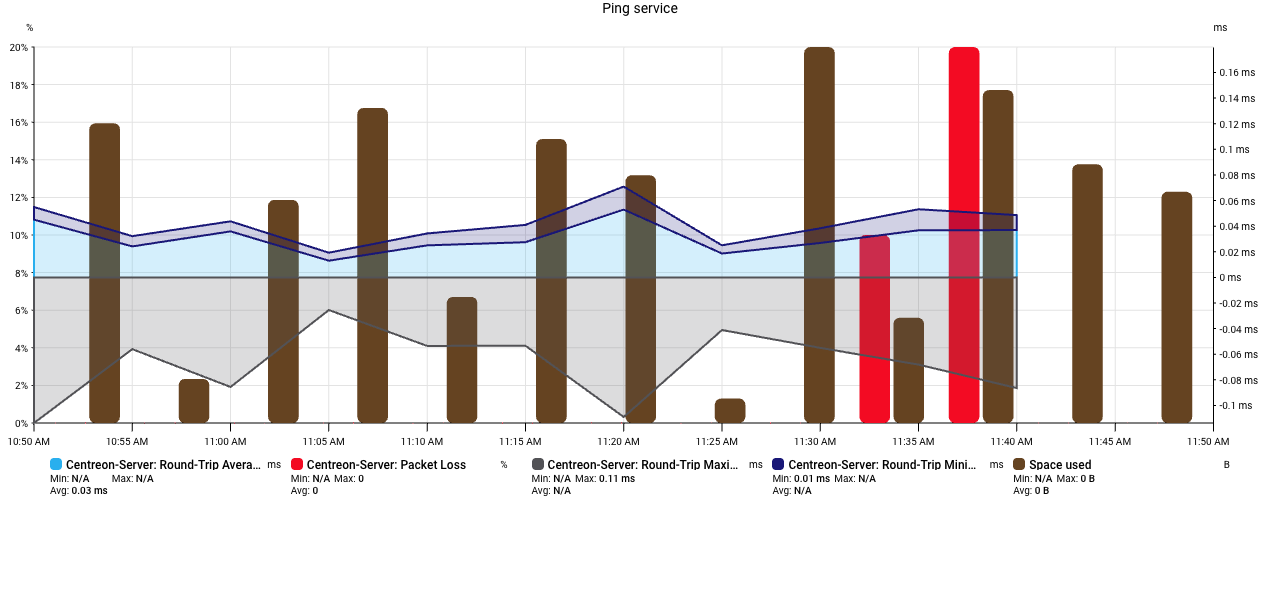 Ping service
% ms
20%
18%
16%
14%
12%
10%
8%
6%
4%
2%
0%
0.16 ms
0.14 ms
0.12 ms
0.1 ms
0.08 ms
0.06 ms
0.04 ms
0.02 ms
0 ms
-0.02 ms
-0.04 ms
-0.06 ms
-0.08 ms
-0.1 ms
10:50 AM 10:55 AM 11:00 AM 11:05 AM 11:10 AM 11:15 AM 11:20 AM 11:25 AM 11:30 AM 11:35 AM 11:40 AM 11:45 AM 11:50 AM
Centreon-Server: Round-Trip Avera... ms
Min: N/A Max: N/A
Avg: 0.03 ms
Centreon-Server: Packet Loss %
Min: N/A Max: 0
Avg: 0
Centreon-Server: Round-Trip Maxi... ms
Min: N/A Max: 0.11 ms
Avg: N/A
Centreon-Server: Round-Trip Mini... ms
Min: 0.01 ms Max: N/A
Avg: N/A
Space used B
Min: N/A Max: 0 B
Avg: 0 B